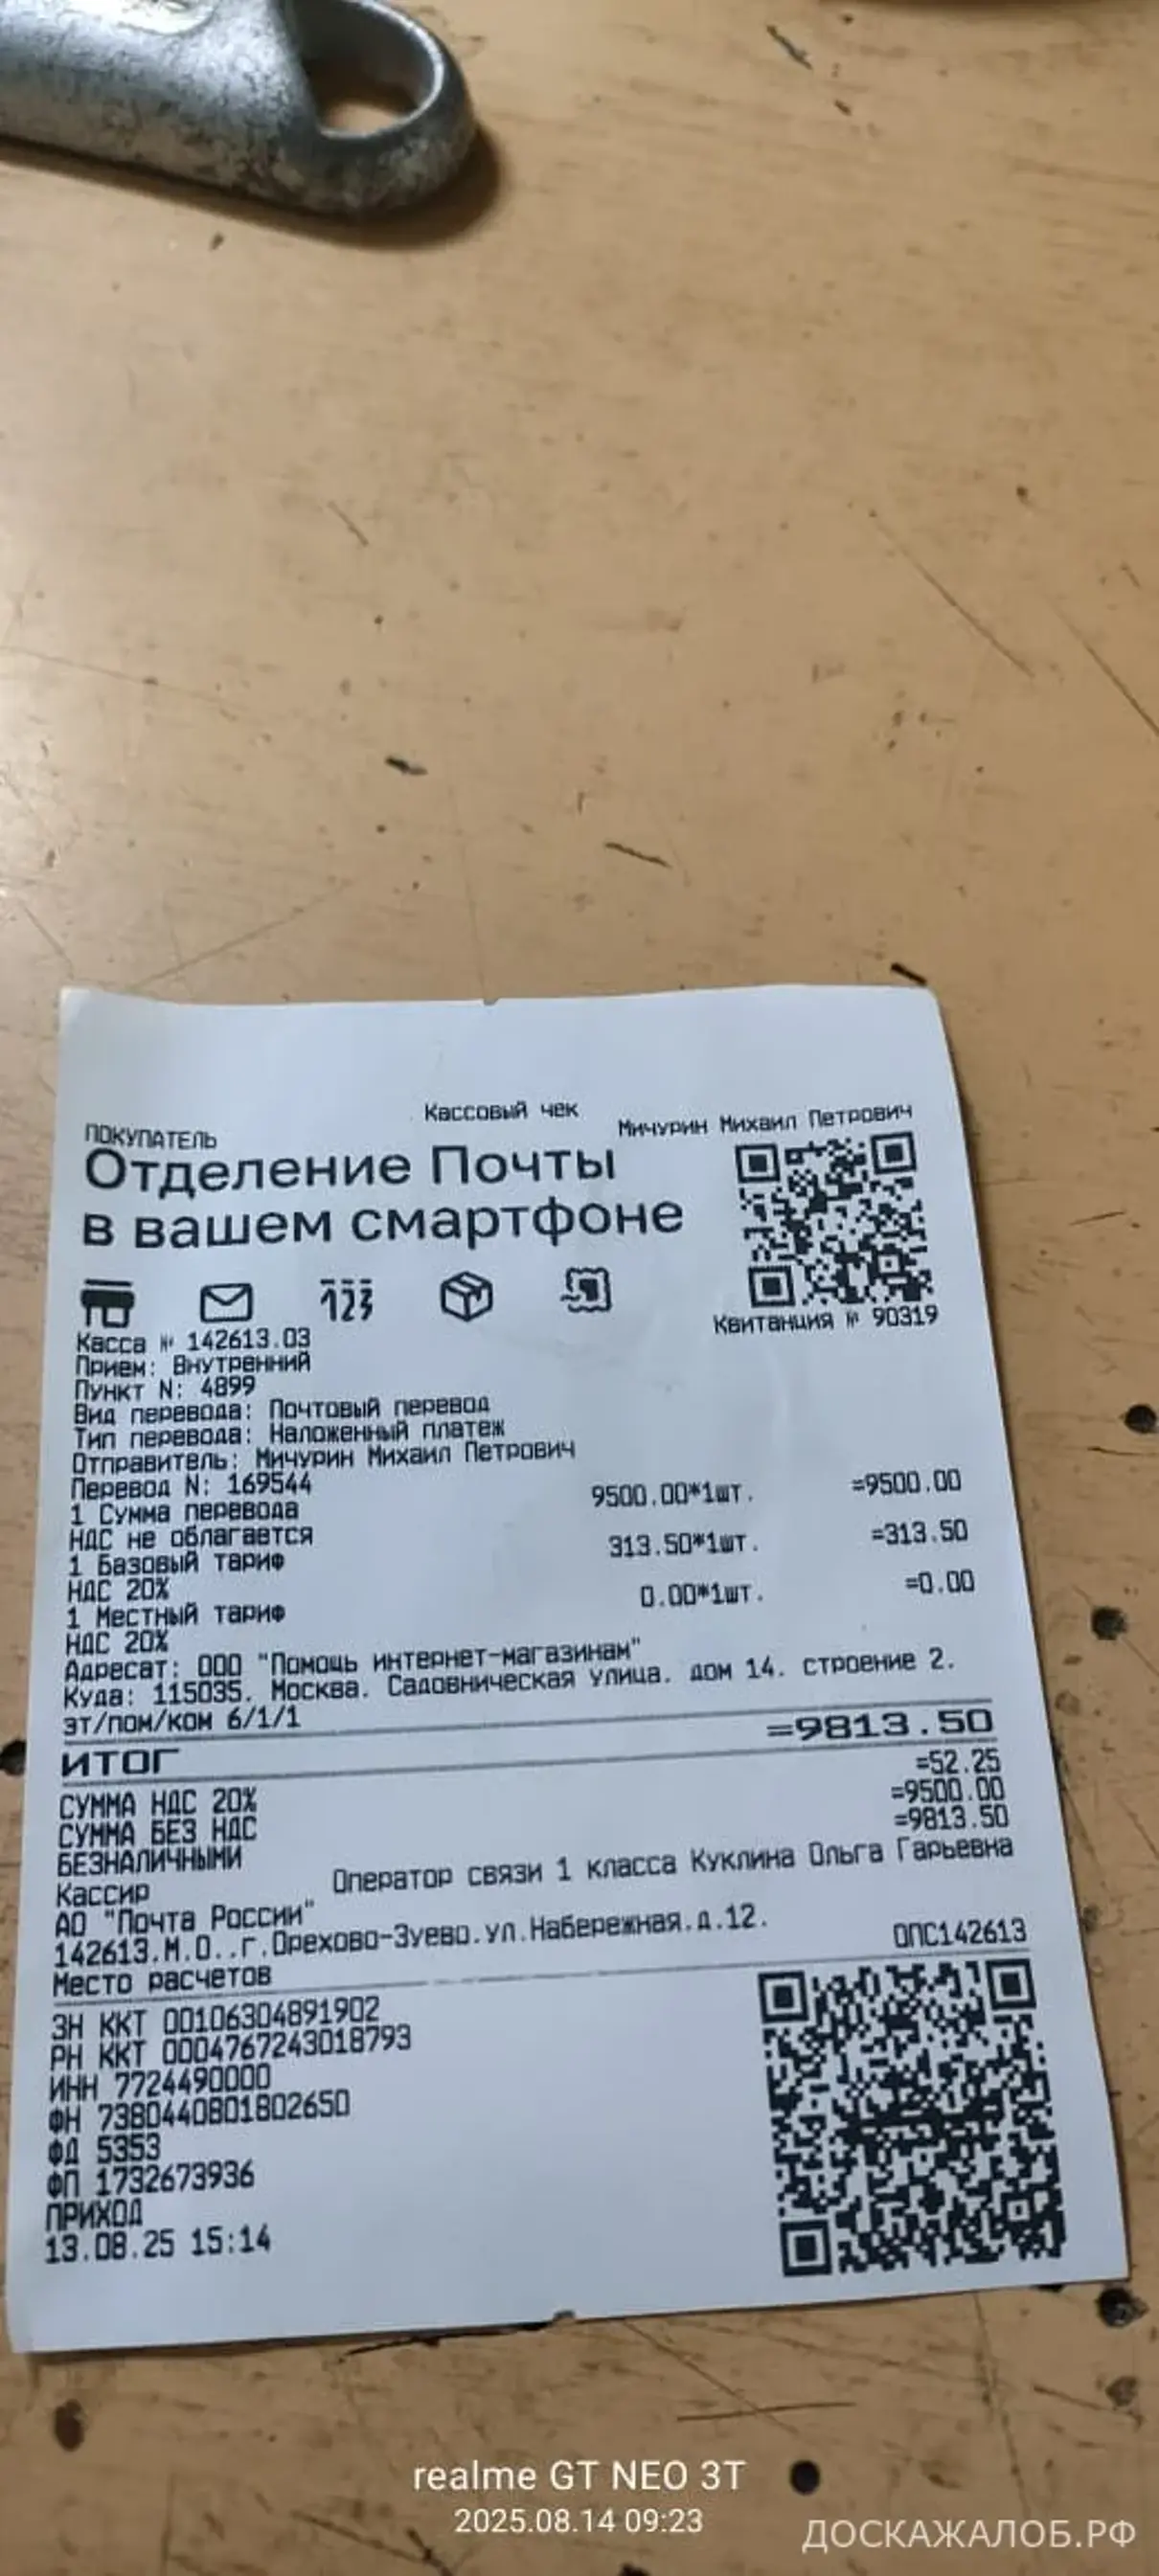 Кассовый чек
ПОКУПАТЕЛЬ
Мичурин Михаил Петрович
Отделение Почты
в вашем смартфоне
123
Квитанция № 90319
Касса № 142613.03
Прием: Внутренний
Пункт N: 4899
Вид перевода: Почтовый перевод
Тип перевода: Наложенный платеж
Отправитель: Мичурин Михаил Петрович
Перевод N: 169544
1 Сумма перевода 9500.00*1шт. =9500.00
НДС не облагается
1 Базовый тариф 313.50*1шт. =313.50
НДС 20%
1 Местный тариф 0.00*1шт. =0.00
НДС 20%
Адресат: ООО "Помощь интернет-магазинам"
Куда: 115035, Москва, Садовническая улица, дом 14, строение 2,
эт/пом/ком 6/1/1
ИТОГ =9813.50
СУММА НДС 20% =52.25
СУММА БЕЗ НДС =9500.00
БЕЗНАЛИЧНЫМИ =9813.50
Кассир Оператор связи 1 класса Куклина Ольга Гарьевна
АО "Почта России"
142613,М.О.,г.Орехово-Зуево,ул.Набережная,д.12,
Место расчетов ОПС142613
ЗН ККТ 00106304891902
РН ККТ 0004767243018793
ИНН 7724490000
ФН 7380440801802650
ФД 5353
ФП 1732673936
ПРИХОД
13.08.25 15:14
realme GT NEO 3T
2025.08.14 09:23
ДОСКАЖАЛОБ.РФ